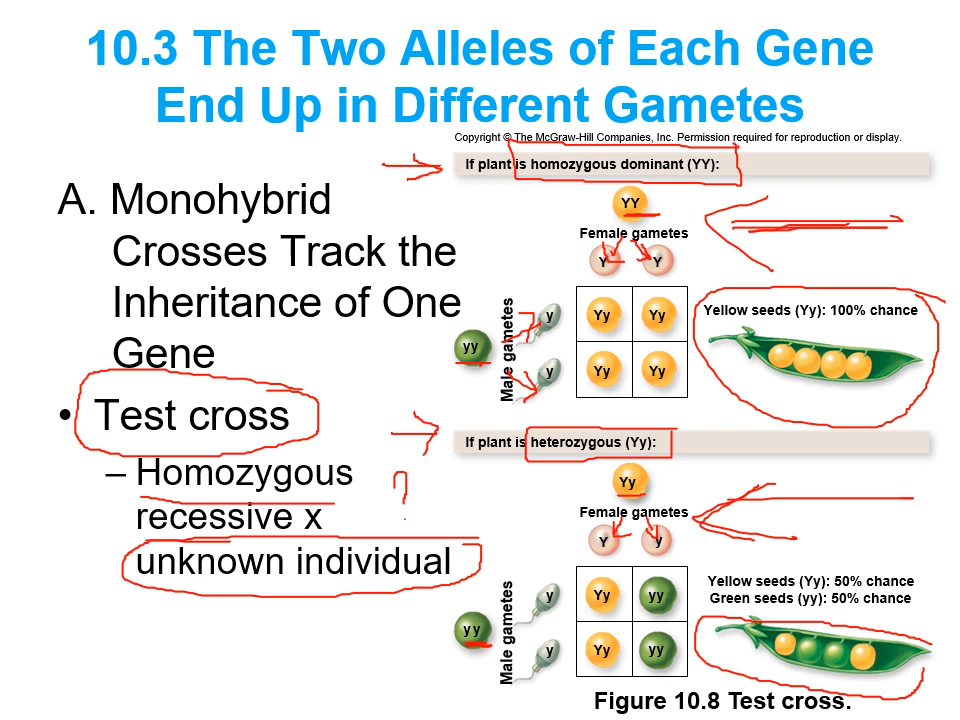 10.3 The Two Alleles of Each Gene
End Up in Different Gametes
Copyright © The McGraw-Hill Companies, Inc. Permission required for reproduction or display.
A. Monohybrid
Crosses Track the
Inheritance of One
Gene
• Test cross
– Homozygous
recessive x
unknown individual
?
If plant is homozygous dominant (YY):
YY
Female gametes
Y Y
Male gametes
yy
y Yy Yy
y Yy Yy
Yellow seeds (Yy): 100% chance
If plant is heterozygous (Yy):
Yy
Female gametes
Y y
Male gametes
yy
y Yy yy
y Yy yy
Yellow seeds (Yy): 50% chance
Green seeds (yy): 50% chance
Figure 10.8 Test cross.